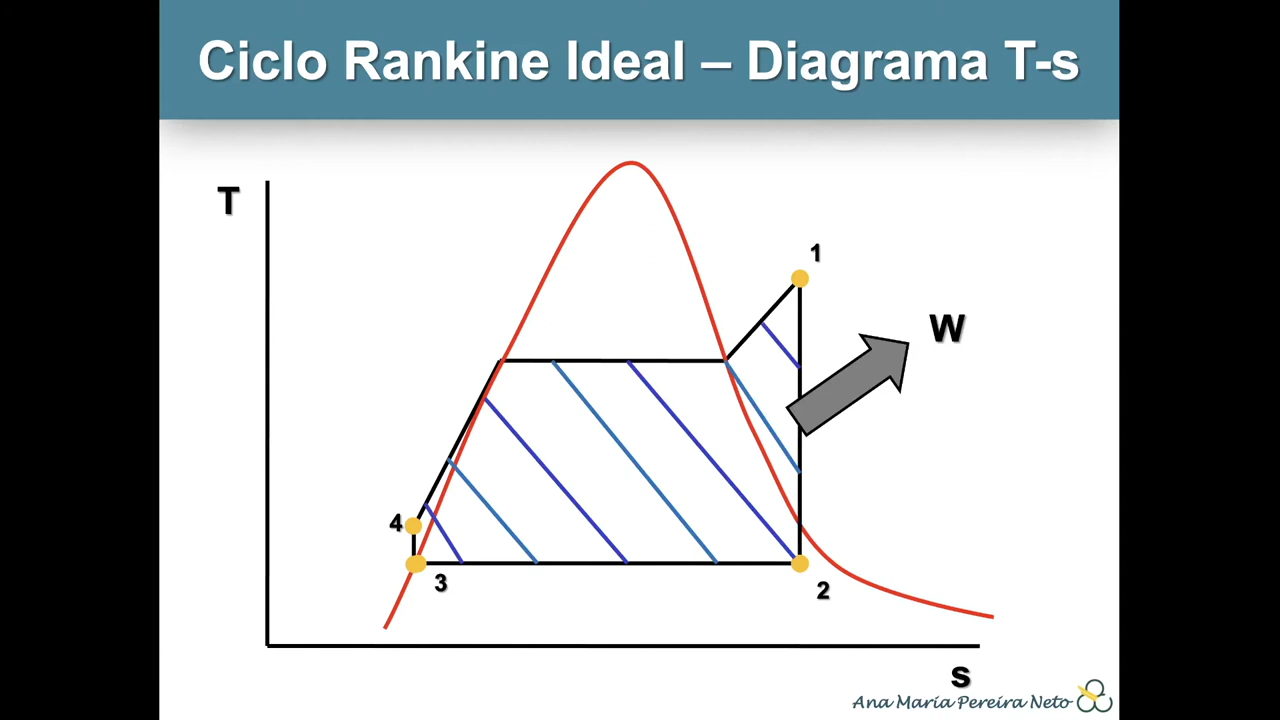 Ciclo Rankine Ideal – Diagrama T-s
T
1
W
4
3
2
s
Ana Maria Pereira Neto